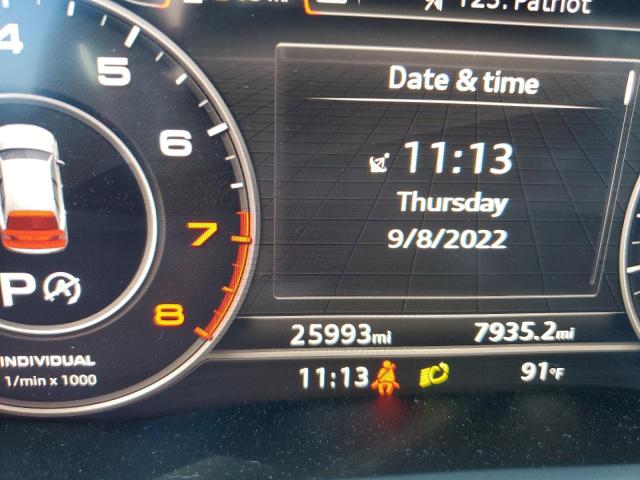 123: Patriot
4
5
6
7
8
P
INDIVIDUAL
1/min x 1000
Date & time
11:13
Thursday
9/8/2022
25993mi
7935.2mi
11:13
91°F